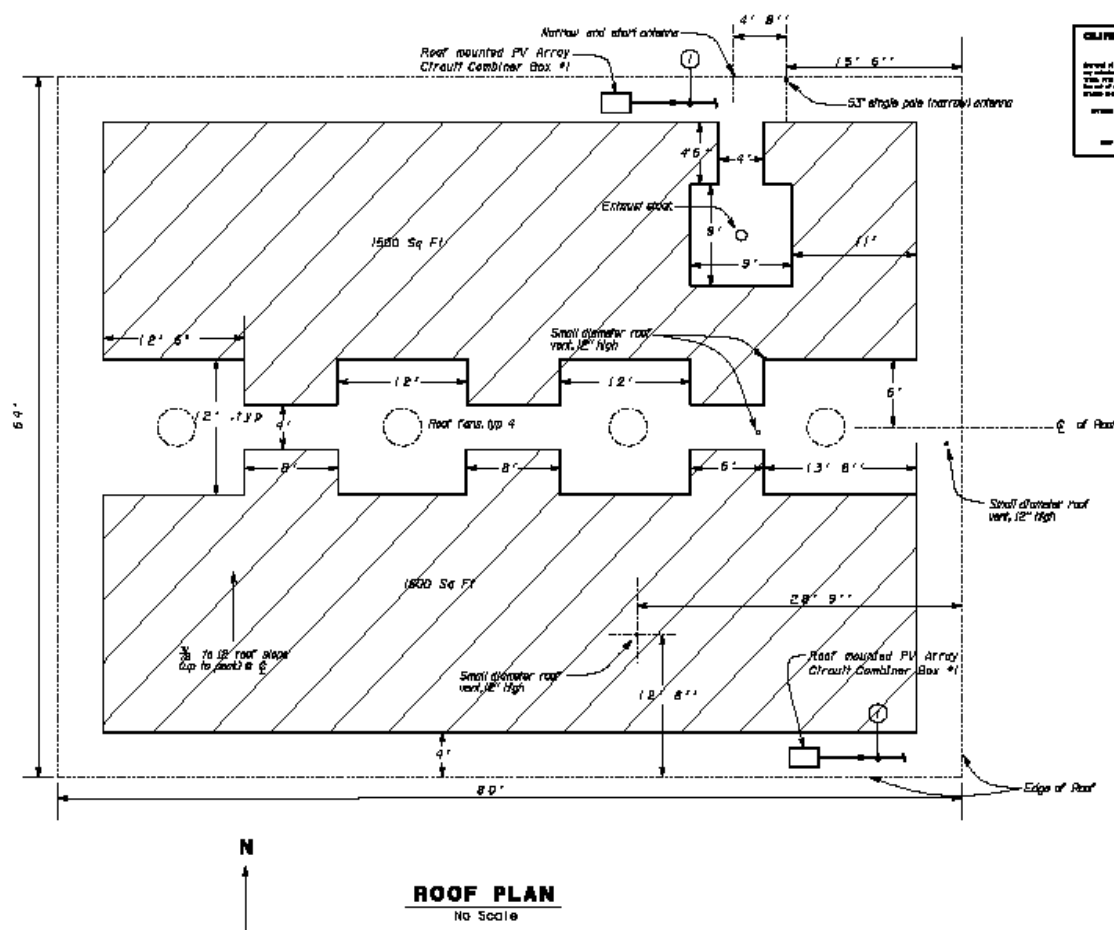 4' 8''
Narrow and short antenna
Roof mounted PV Array
Circuit Combiner Box #1
1
15' 6''
53' single pole (narrow) antenna
4'6''
4'
Exhaust stack
9'
9'
11'
1500 Sq Ft
64'
12' 6"
Small diameter roof
vent, 12" high
12'
12'
6'
12' .typ
4'
Roof fans, typ 4
℄ of Roof
8'
8'
6'
13' 8''
Small diameter roof
vent, 12" high
1600 Sq Ft
28' 9''
to 12 roof slope
(up to peak) @ ℄
Small diameter roof
vent, 12" high
12' 8''
Roof mounted PV Array
Circuit Combiner Box #1
1
4'
Edge of Roof
80'
N
ROOF PLAN
No Scale